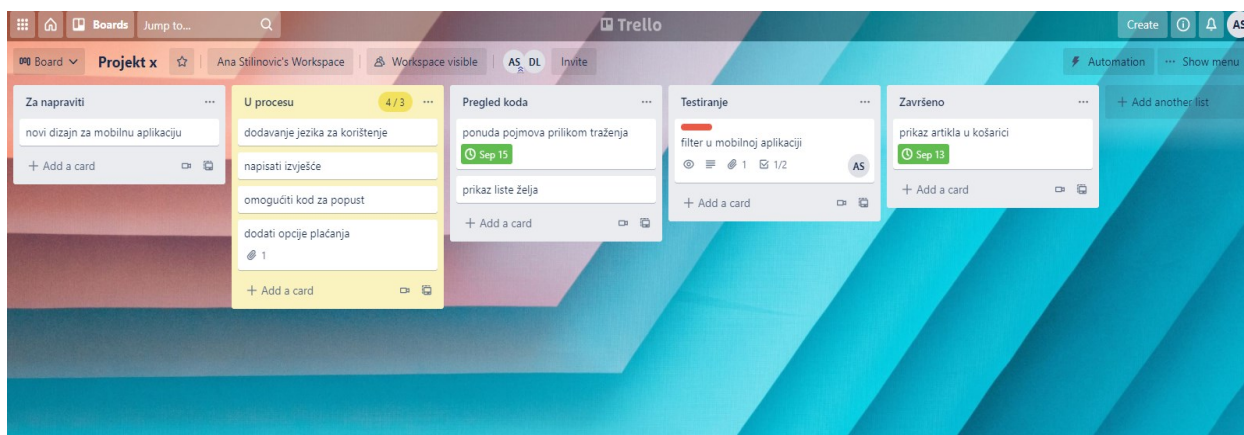 Boards Jump to... Trello Create AS
Board Projekt x Ana Stilinovic's Workspace Workspace visible AS DL Invite Automation ... Show menu
Za napraviti ...
novi dizajn za mobilnu aplikaciju
+ Add a card
U procesu 4/3 ...
dodavanje jezika za korištenje
napisati izvješće
omogućiti kod za popust
dodati opcije plaćanja
1
+ Add a card
Pregled koda ...
ponuda pojmova prilikom traženja
Sep 15
prikaz liste želja
+ Add a card
Testiranje ...
filter u mobilnoj aplikaciji
1 1/2 AS
+ Add a card
Završeno ...
prikaz artikla u košarici
Sep 13
+ Add a card
+ Add another list